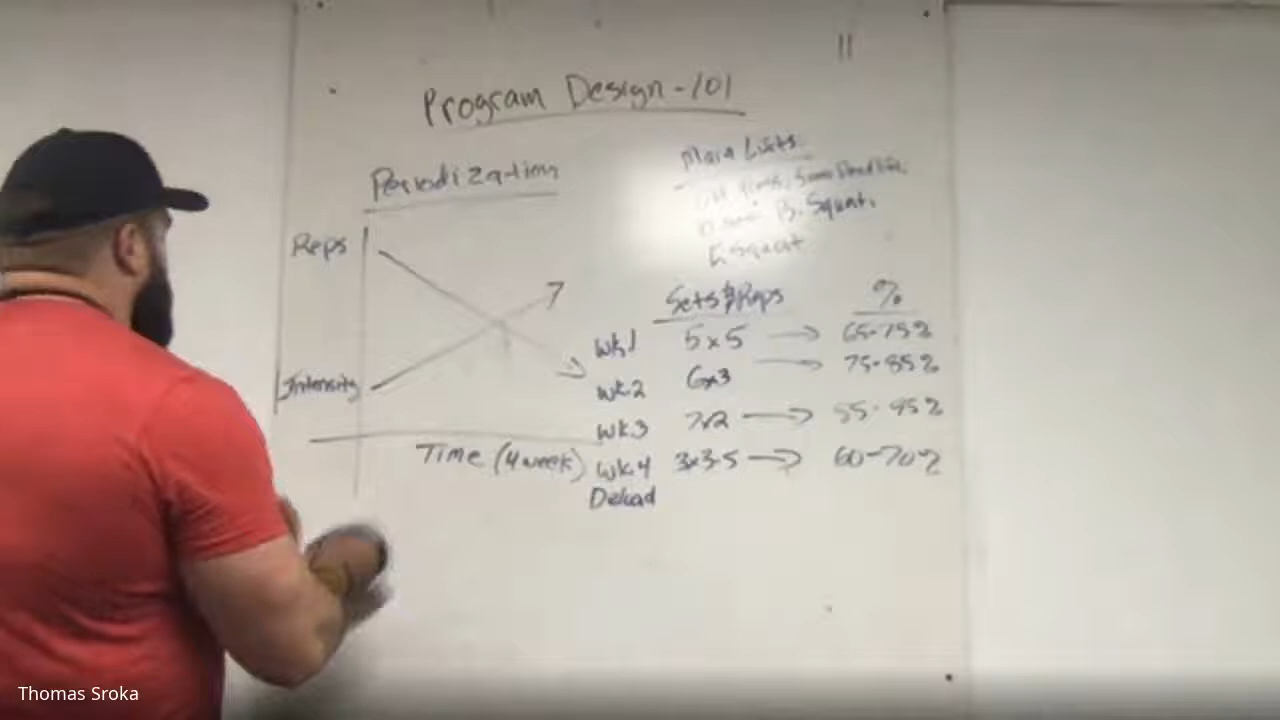 Program Design-101
Periodization
Reps
Intensity
Time (4 week)
Main Lifts
B. Squat,
Squat
Sets & Reps %
wk1 5x5 → 65-75%
wk2 6x3 → 75-85%
wk3 7x2 → 85-95%
wk4 3x3-5 → 60-70%
Deload
Thomas Sroka